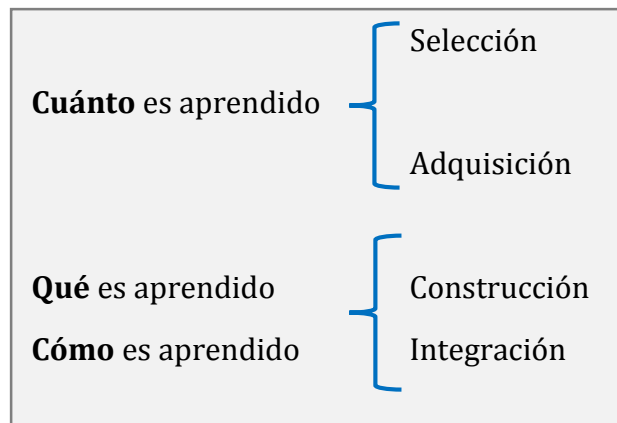 Selección
Cuánto es aprendido
Adquisición
Qué es aprendido
Construcción
Cómo es aprendido
Integración